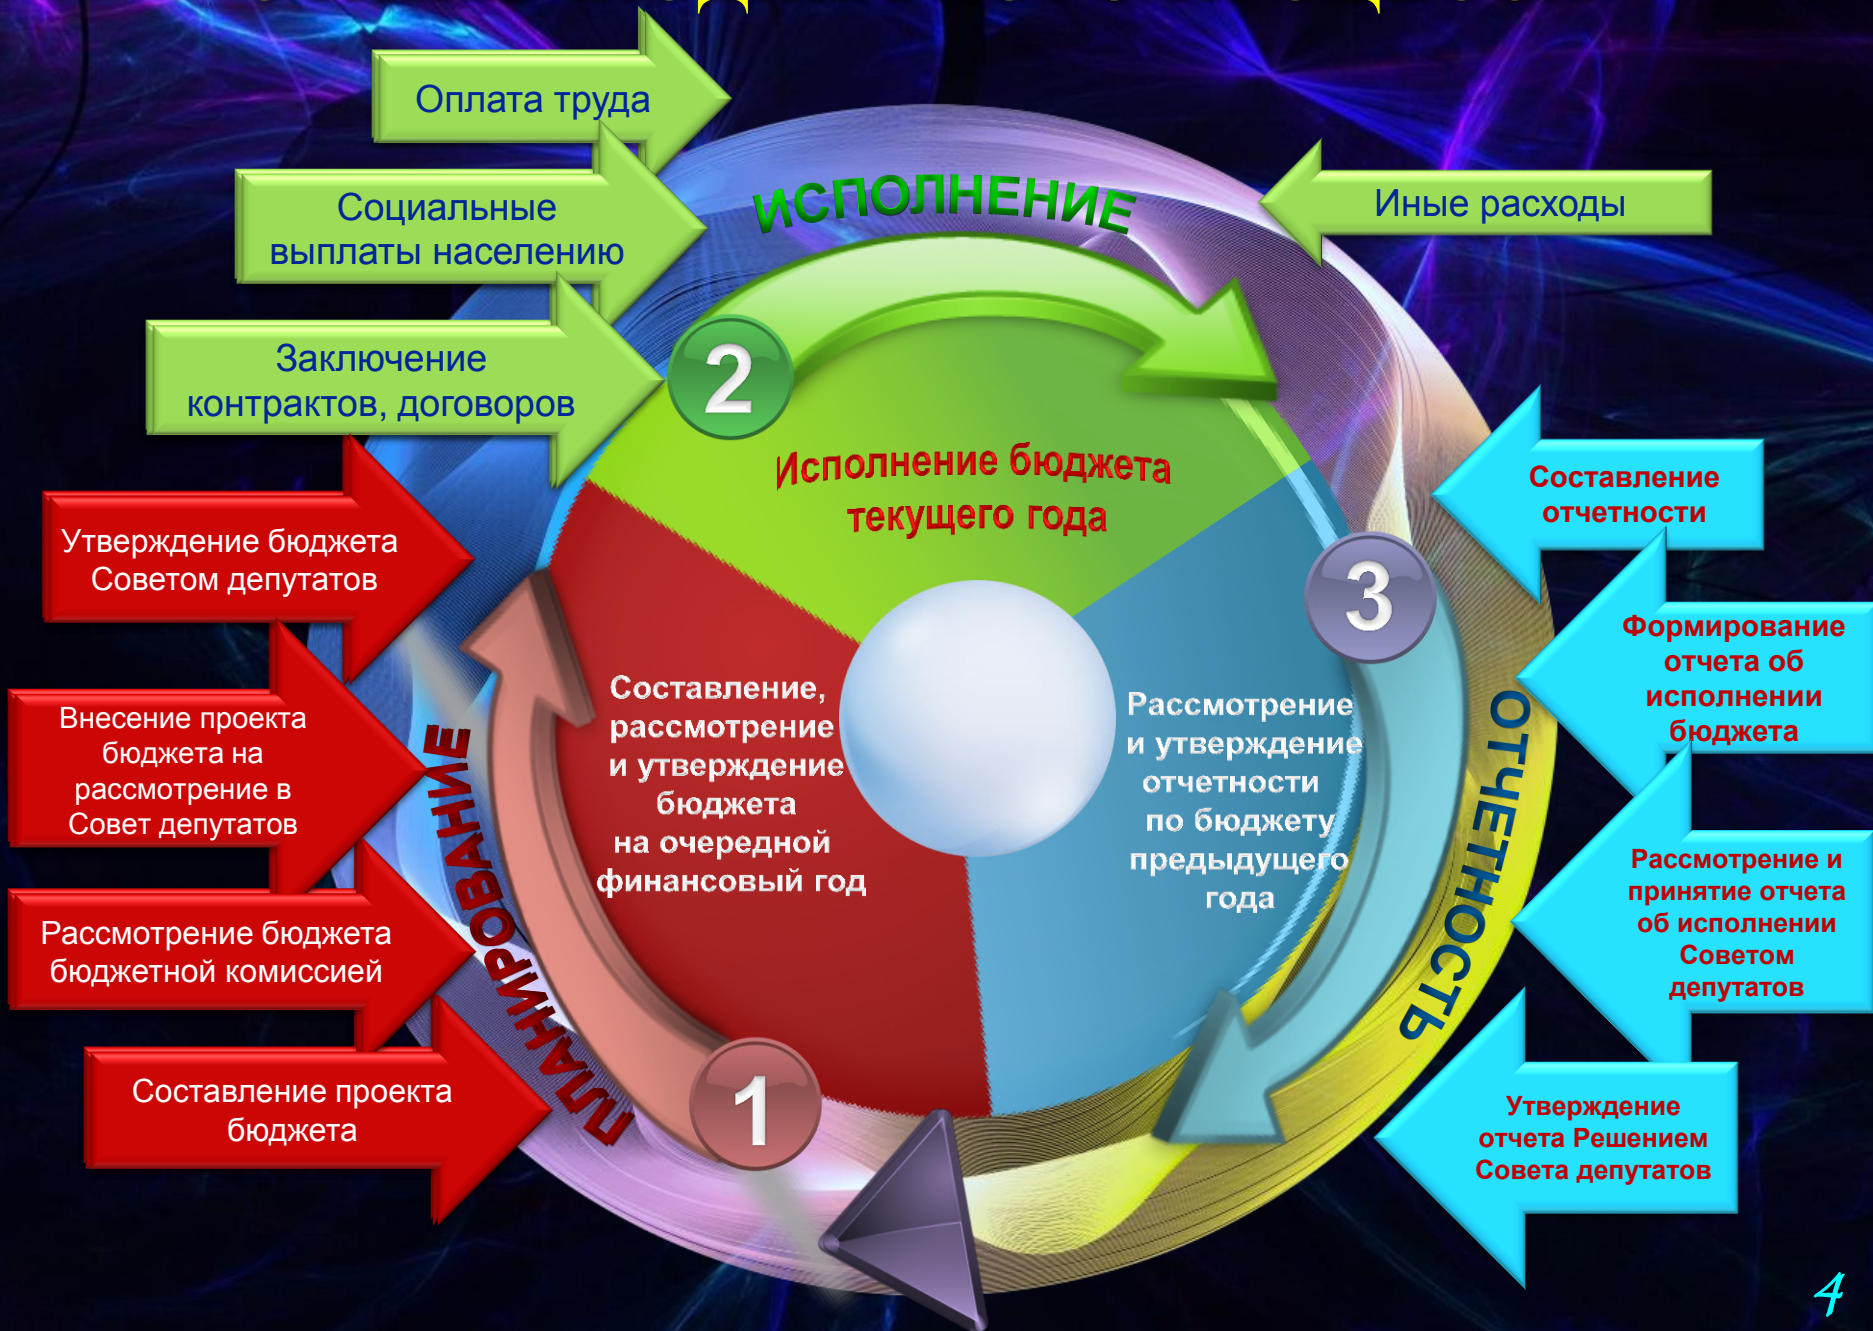 Оплата труда
Социальные
выплаты населению
Заключение
контрактов, договоров
Иные расходы
ИСПОЛНЕНИЕ
2
Исполнение бюджета
текущего года
Утверждение бюджета
Советом депутатов
Внесение проекта
бюджета на
рассмотрение в
Совет депутатов
Рассмотрение бюджета
бюджетной комиссией
Составление проекта
бюджета
ПЛАНИРОВАНИЕ
1
Составление,
рассмотрение
и утверждение
бюджета
на очередной
финансовый год
3
Рассмотрение
и утверждение
отчетности
по бюджету
предыдущего
года
ОТЧЕТНОСТЬ
Составление
отчетности
Формирование
отчета об
исполнении
бюджета
Рассмотрение и
принятие отчета
об исполнении
Советом
депутатов
Утверждение
отчета Решением
Совета депутатов
4